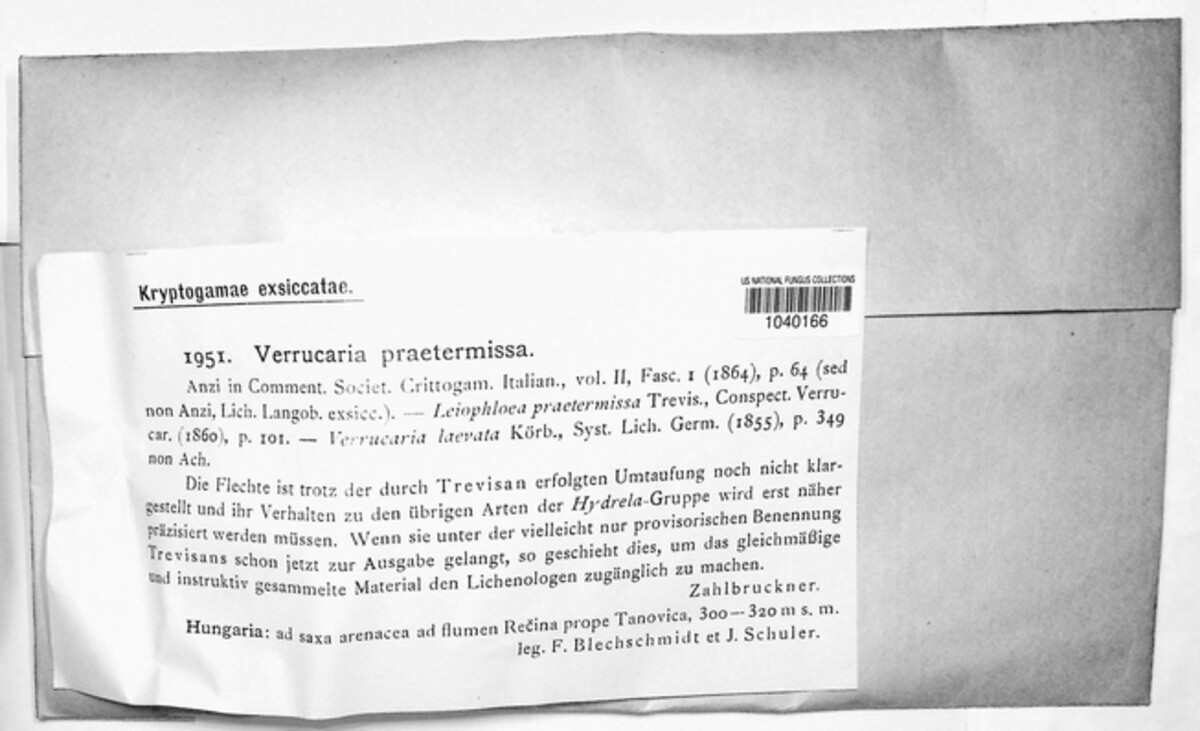 Kryptogamae exsiccatae.
US NATIONAL FUNGUS COLLECTIONS
1040166
1951. Verrucaria praetermissa.
Anzi in Comment. Societ. Crittogam. Italian., vol. II, Fasc. 1 (1864), p. 64 (sed
non Anzi, Lich. Langob. exsicc.). — Leiophloea praetermissa Trevis., Conspect. Verru-
car. (1860), p. 101. — Verrucaria laevata Körb., Syst. Lich. Germ. (1855), p. 349
non Ach.
Die Flechte ist trotz der durch Trevisan erfolgten Umtaufung noch nicht klar-
gestellt und ihr Verhalten zu den übrigen Arten der Hydrela-Gruppe wird erst näher
präzisiert werden müssen. Wenn sie unter der vielleicht nur provisorischen Benennung
Trevisans schon jetzt zur Ausgabe gelangt, so geschieht dies, um das gleichmäßige
und instruktiv gesammelte Material den Lichenologen zugänglich zu machen.
Zahlbruckner.
Hungaria: ad saxa arenacea ad flumen Rečina prope Tanovica, 300—320 m s. m.
leg. F. Blechschmidt et J. Schuler.